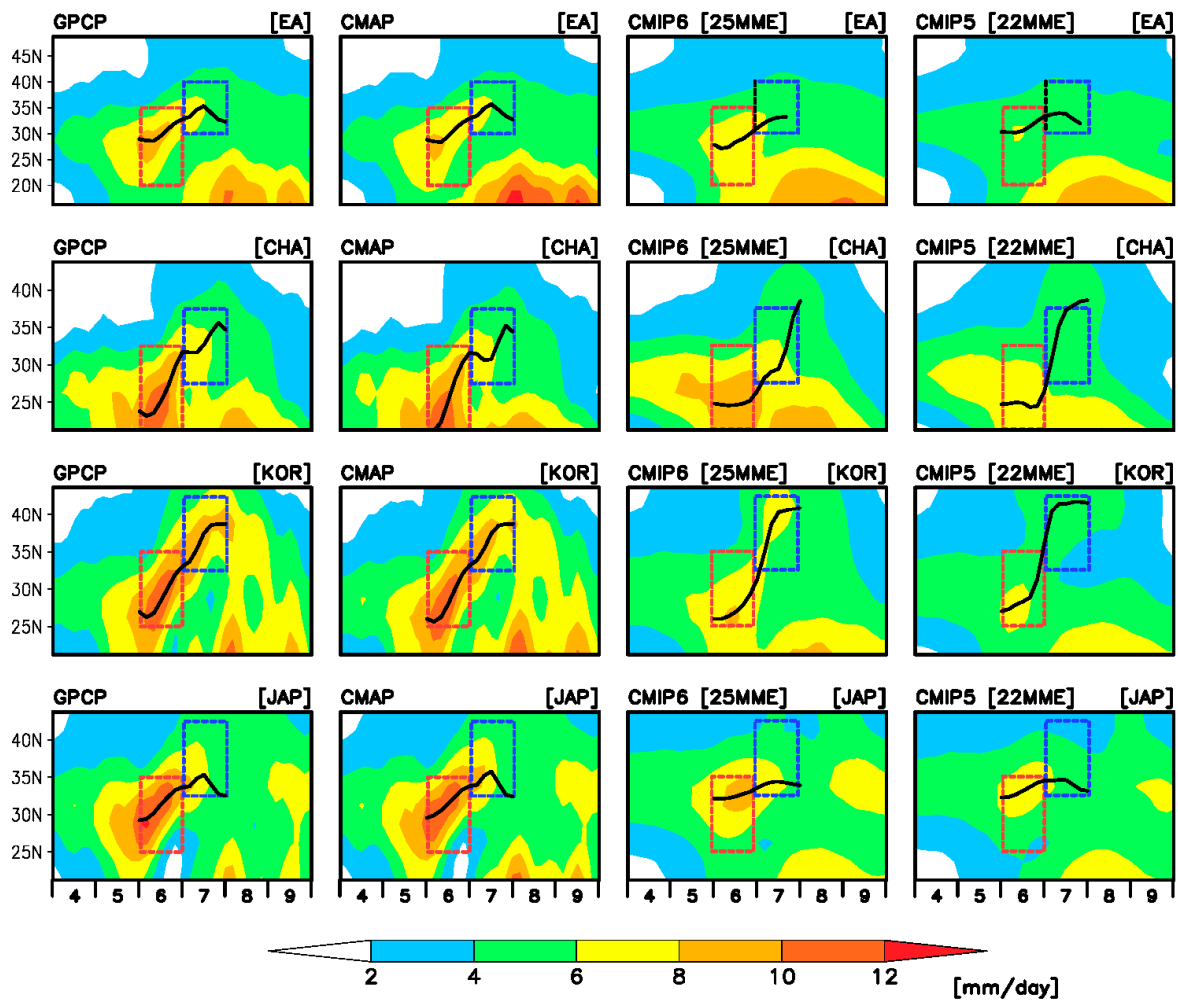 GPCP [EA] CMAP [EA] CMIP6 [25MME] [EA] CMIP5 [22MME] [EA]
45N
40N
35N
30N
25N
20N
GPCP [CHA] CMAP [CHA] CMIP6 [25MME] [CHA] CMIP5 [22MME] [CHA]
40N
35N
30N
25N
GPCP [KOR] CMAP [KOR] CMIP6 [25MME] [KOR] CMIP5 [22MME] [KOR]
40N
35N
30N
25N
GPCP [JAP] CMAP [JAP] CMIP6 [25MME] [JAP] CMIP5 [22MME] [JAP]
40N
35N
30N
25N
4 5 6 7 8 9 4 5 6 7 8 9 4 5 6 7 8 9 4 5 6 7 8 9
2 4 6 8 10 12
[mm/day]